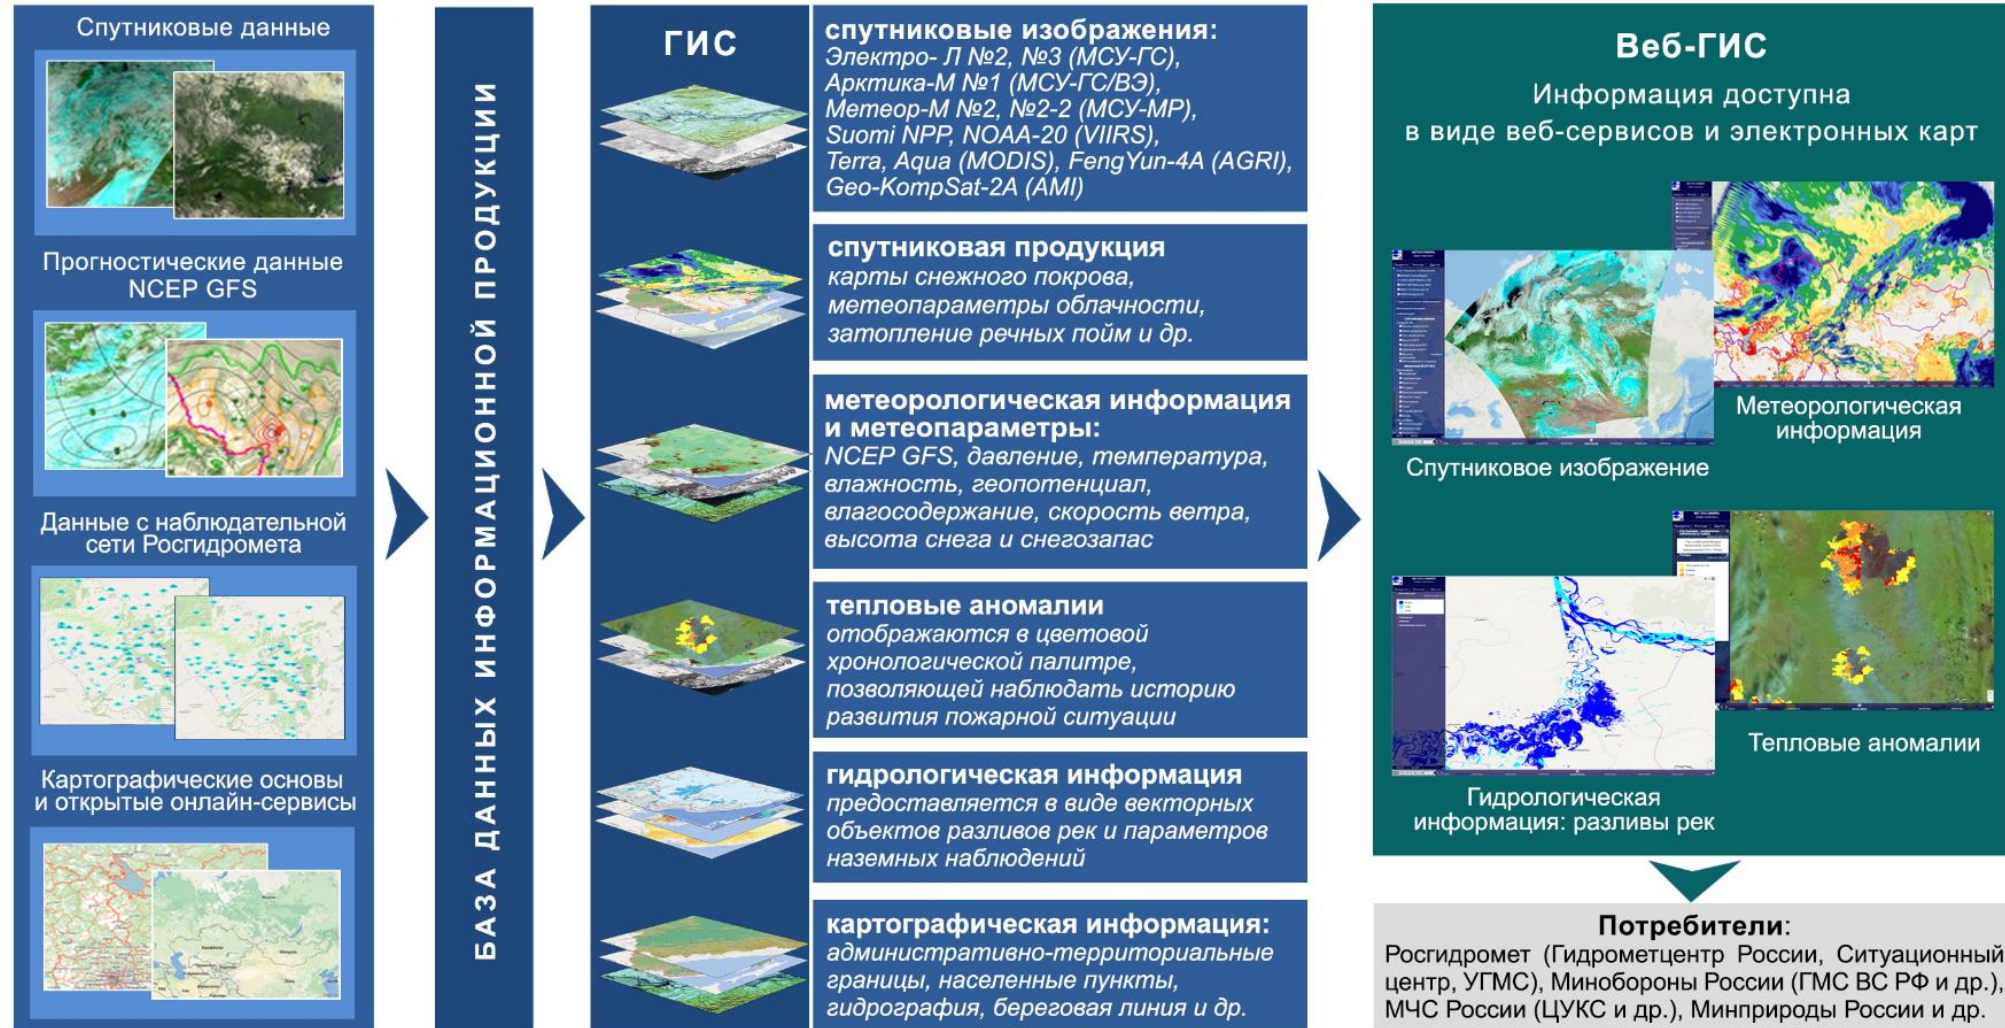 Спутниковые данные
Прогностические данные
NCEP GFS
Данные с наблюдательной
сети Росгидромета
Картографические основы
и открытые онлайн-сервисы
БАЗА ДАННЫХ ИНФОРМАЦИОННОЙ ПРОДУКЦИИ
ГИС
спутниковые изображения:
Электро- Л №2, №3 (МСУ-ГС),
Арктика-М №1 (МСУ-ГС/ВЭ),
Метеор-М №2, №2-2 (МСУ-МР),
Suomi NPP, NOAA-20 (VIIRS),
Terra, Aqua (MODIS), FengYun-4A (AGRI),
Geo-KompSat-2A (AMI)
спутниковая продукция
карты снежного покрова,
метеопараметры облачности,
затопление речных пойм и др.
метеорологическая информация
и метеопараметры:
NCEP GFS, давление, температура,
влажность, геопотенциал,
влагосодержание, скорость ветра,
высота снега и снегозапас
тепловые аномалии
отображаются в цветовой
хронологической палитре,
позволяющей наблюдать историю
развития пожарной ситуации
гидрологическая информация
предоставляется в виде векторных
объектов разливов рек и параметров
наземных наблюдений
картографическая информация:
административно-территориальные
границы, населенные пункты,
гидрография, береговая линия и др.
Веб-ГИС
Информация доступна
в виде веб-сервисов и электронных карт
Метеорологическая
информация
Спутниковое изображение
Тепловые аномалии
Гидрологическая
информация: разливы рек
Потребители:
Росгидромет (Гидрометцентр России, Ситуационный
центр, УГМС), Минобороны России (ГМС ВС РФ и др.),
МЧС России (ЦУКС и др.), Минприроды России и др.